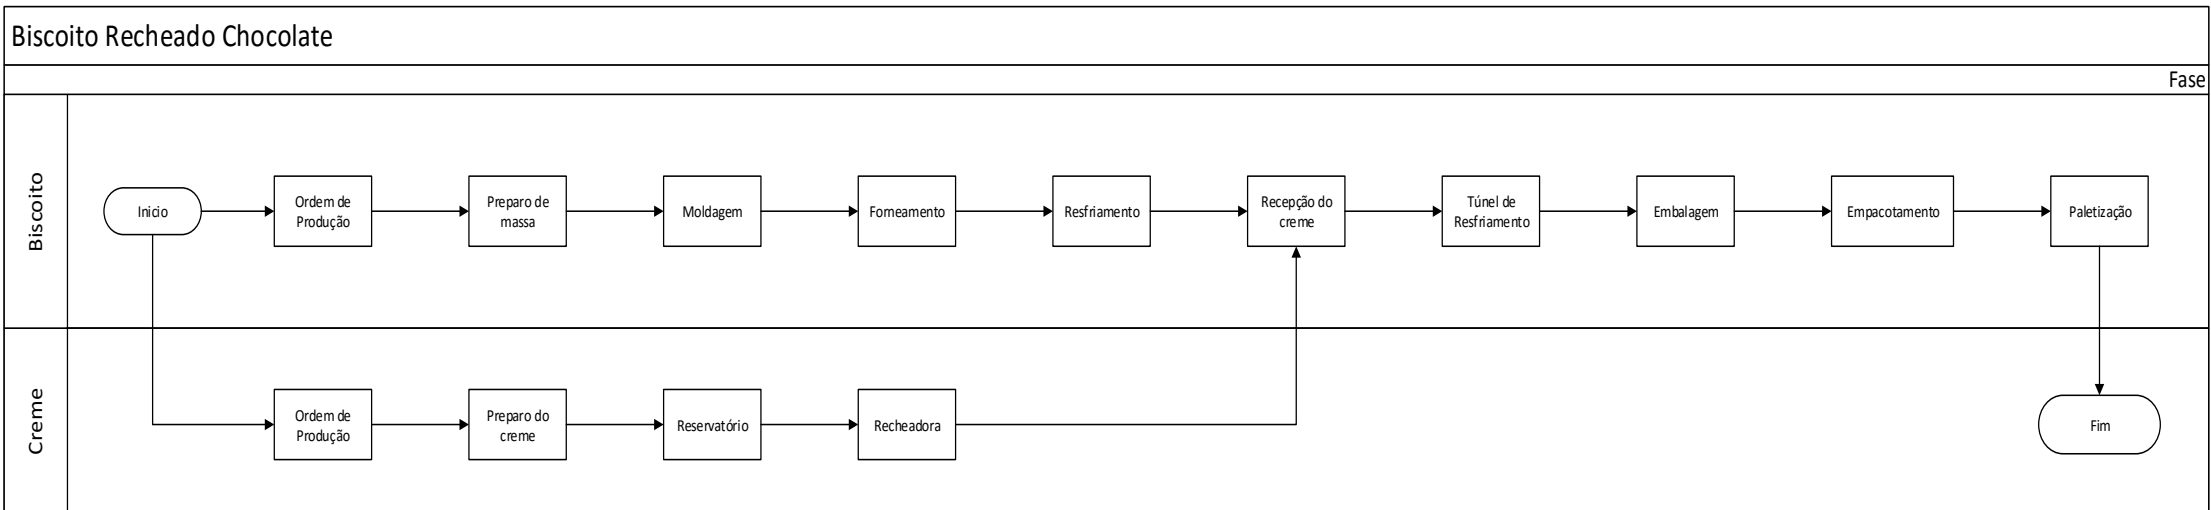 Biscoito Recheado Chocolate
Fase
Biscoito
Inicio
Ordem de
Produção
Preparo de
massa
Moldagem
Forneamento
Resfriamento
Recepção do
creme
Túnel de
Resfriamento
Embalagem
Empacotamento
Paletização
Creme
Ordem de
Produção
Preparo do
creme
Reservatório
Recheadora
Fim